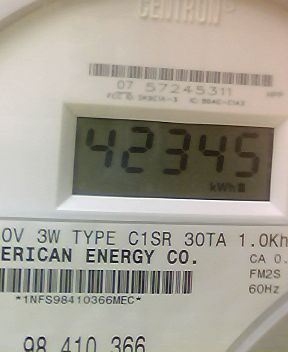 CENTRON
07 57245311
42345
kWh
0V 3W TYPE C1SR 30TA 1.0Kh
ERICAN ENERGY CO.
CA 0.
FM2S
60Hz
*1NFS98410366MEC*
98 410 366